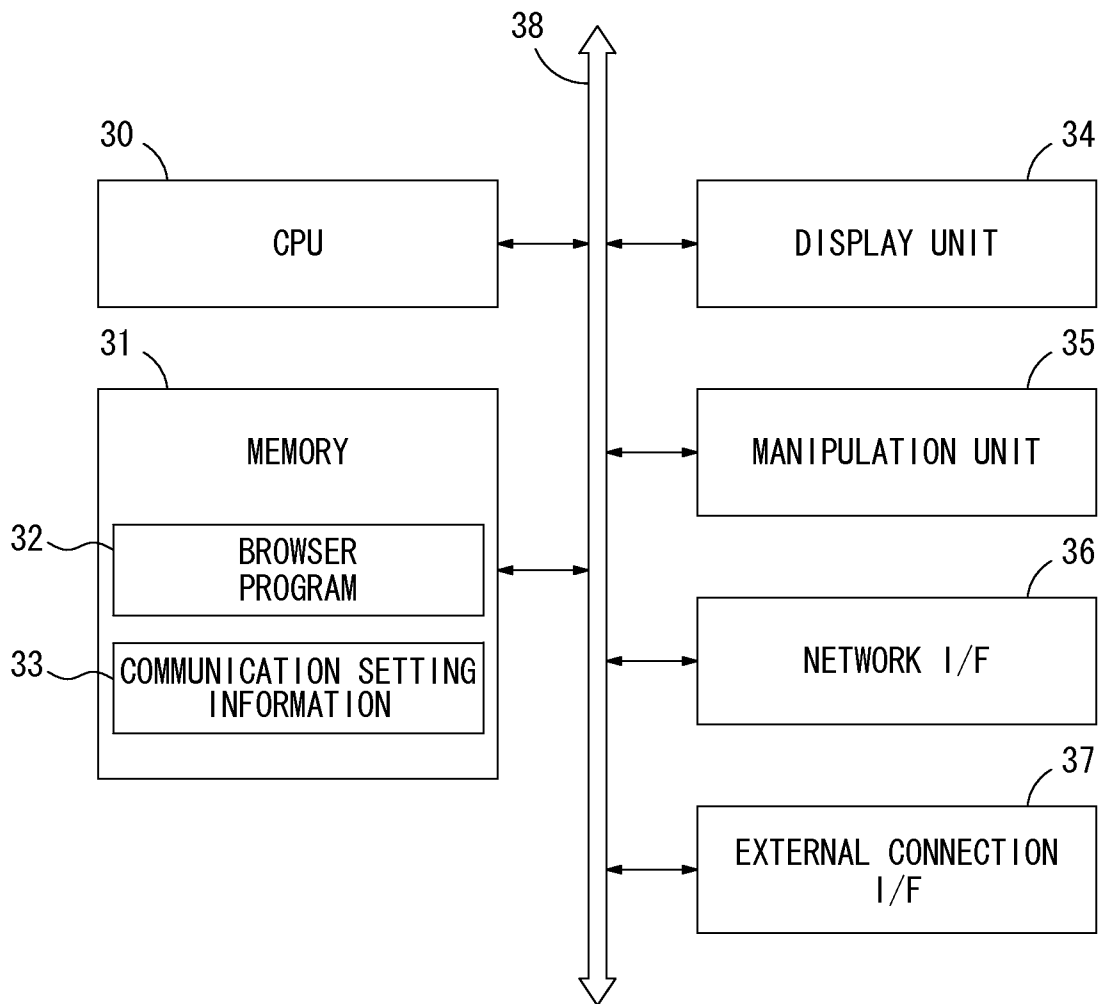 38
30
CPU
34
DISPLAY UNIT
31
MEMORY
32
BROWSER
PROGRAM
33
COMMUNICATION SETTING
INFORMATION
35
MANIPULATION UNIT
36
NETWORK I/F
37
EXTERNAL CONNECTION
I/F